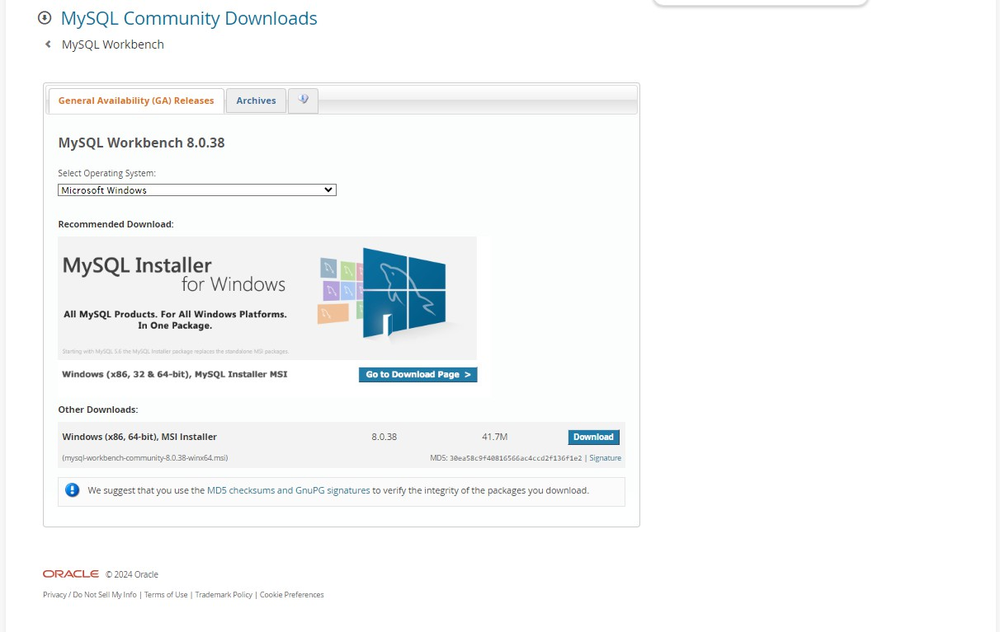 MySQL Community Downloads
MySQL Workbench
General Availability (GA) Releases
Archives
MySQL Workbench 8.0.38
Select Operating System:
Microsoft Windows
Recommended Download:
MySQL Installer
for Windows
All MySQL Products. For All Windows Platforms.
In One Package.
Starting with MySQL 5.6 the MySQL Installer package replaces the standalone MSI packages.
Windows (x86, 32 & 64-bit), MySQL Installer MSI
Go to Download Page >
Other Downloads:
Windows (x86, 64-bit), MSI Installer 8.0.38 41.7M Download
(mysql-workbench-community-8.0.38-winx64.msi) MD5: 30ea58c9f40816566ac4ccd2f136f1e2 | Signature
We suggest that you use the MD5 checksums and GnuPG signatures to verify the integrity of the packages you download.
ORACLE © 2024 Oracle
Privacy / Do Not Sell My Info | Terms of Use | Trademark Policy | Cookie Preferences